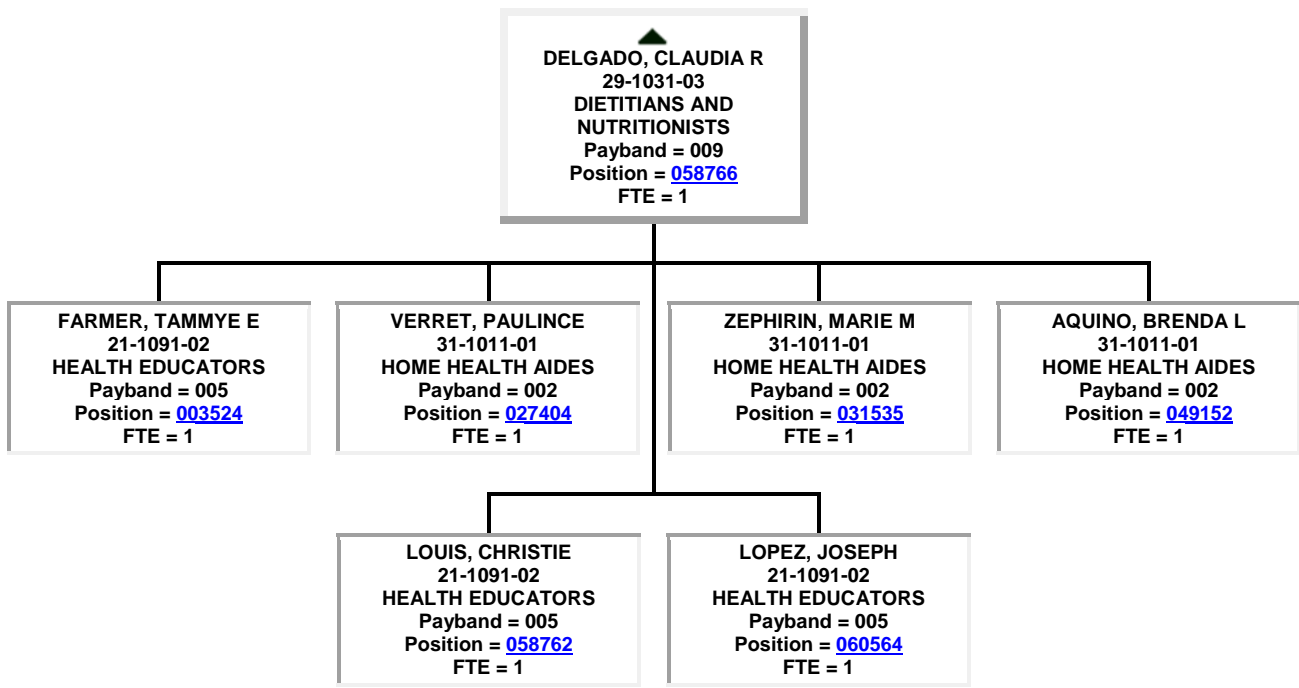 DELGADO, CLAUDIA R
29-1031-03
DIETITIANS AND
NUTRITIONISTS
Payband = 009
Position = 058766
FTE = 1
FARMER, TAMMYE E
21-1091-02
HEALTH EDUCATORS
Payband = 005
Position = 003524
FTE = 1
VERRET, PAULINCE
31-1011-01
HOME HEALTH AIDES
Payband = 002
Position = 027404
FTE = 1
ZEPHIRIN, MARIE M
31-1011-01
HOME HEALTH AIDES
Payband = 002
Position = 031535
FTE = 1
AQUINO, BRENDA L
31-1011-01
HOME HEALTH AIDES
Payband = 002
Position = 049152
FTE = 1
LOUIS, CHRISTIE
21-1091-02
HEALTH EDUCATORS
Payband = 005
Position = 058762
FTE = 1
LOPEZ, JOSEPH
21-1091-02
HEALTH EDUCATORS
Payband = 005
Position = 060564
FTE = 1